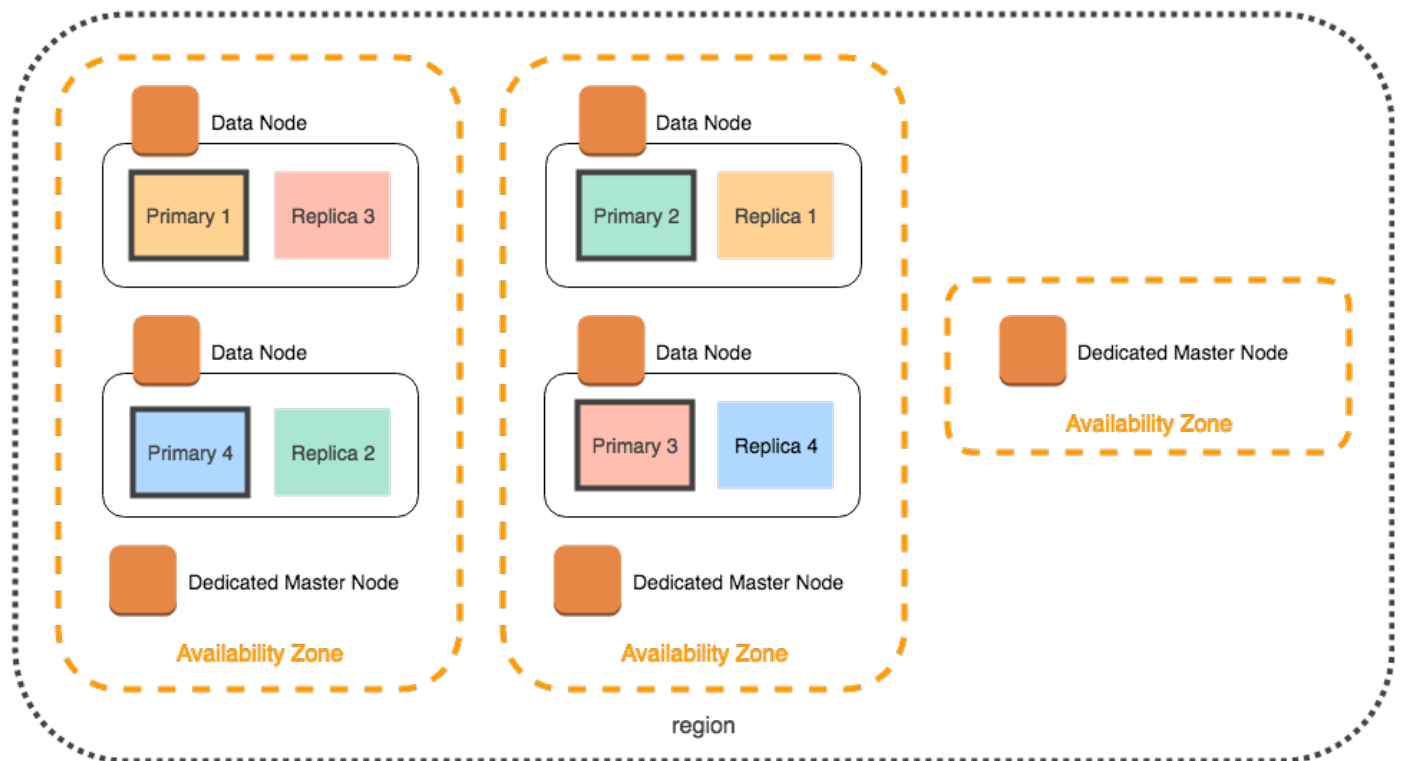 Data Node
Primary 1
Replica 3
Data Node
Primary 4
Replica 2
Dedicated Master Node
Availability Zone
Data Node
Primary 2
Replica 1
Data Node
Primary 3
Replica 4
Dedicated Master Node
Availability Zone
Dedicated Master Node
Availability Zone
region